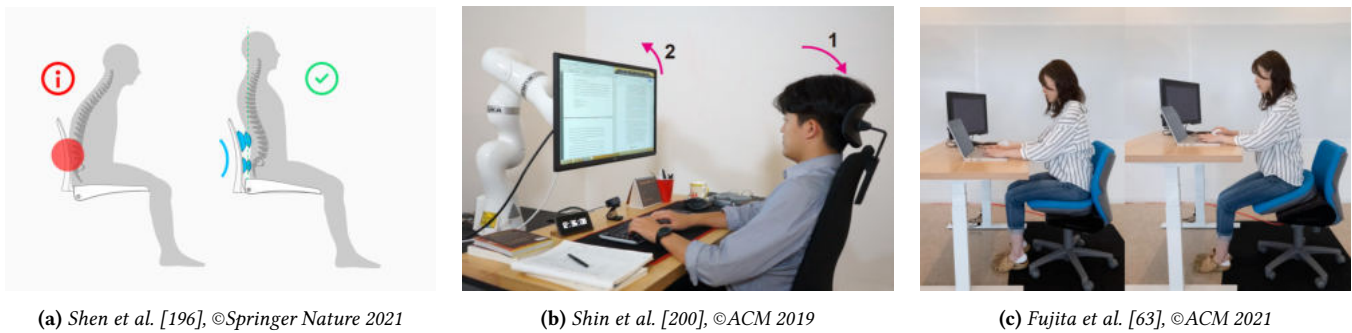 i
2
1
(a) Shen et al. [196], ©Springer Nature 2021
(b) Shin et al. [200], ©ACM 2019
(c) Fujita et al. [63], ©ACM 2021